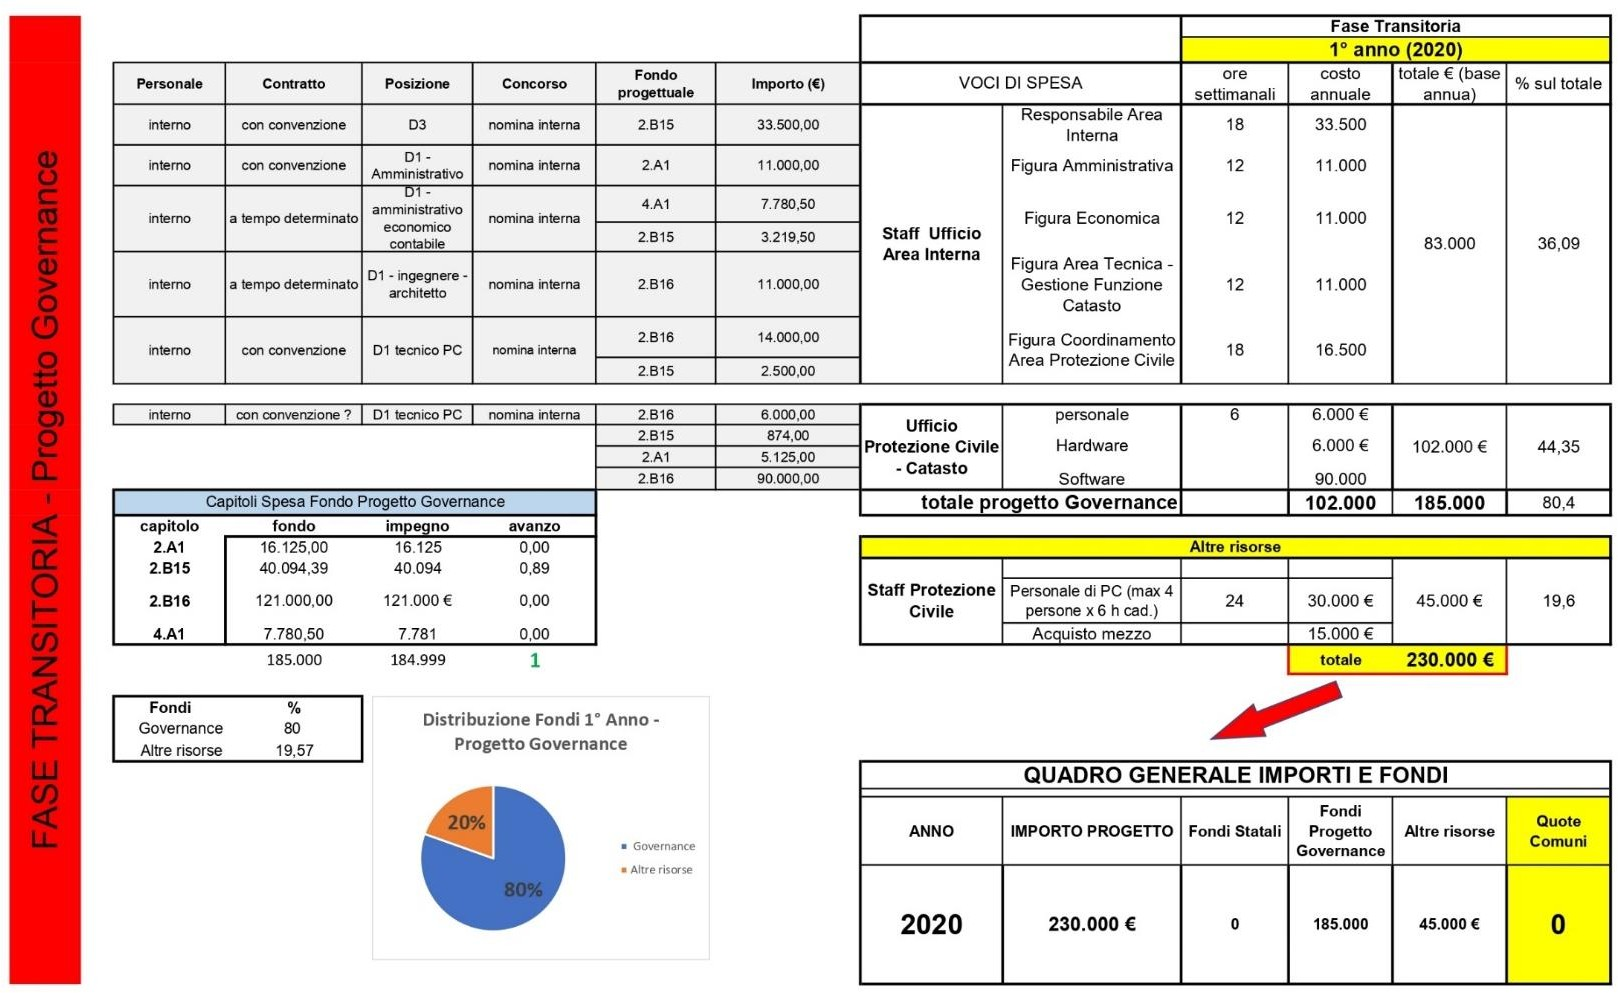 FASE TRANSITORIA - Progetto Governance
Fase Transitoria
1° anno (2020)
Personale Contratto Posizione Concorso Fondo progettuale Importo (€) VOCI DI SPESA ore settimanali costo annuale totale € (base annua) % sul totale
interno con convenzione D3 nomina interna 2.B15 33.500,00 Responsabile Area Interna 18 33.500
interno con convenzione D1 - Amministrativo nomina interna 2.A1 11.000,00 Figura Amministrativa 12 11.000
interno a tempo determinato D1 - amministrativo economico contabile nomina interna 4.A1 7.780,50 Figura Economica 12 11.000
2.B15 3.219,50
Staff Ufficio Area Interna 83.000 36,09
interno a tempo determinato D1 - ingegnere - architetto nomina interna 2.B16 11.000,00 Figura Area Tecnica - Gestione Funzione Catasto 12 11.000
interno con convenzione D1 tecnico PC nomina interna 2.B16 14.000,00 Figura Coordinamento Area Protezione Civile 18 16.500
2.B15 2.500,00
interno con convenzione ? D1 tecnico PC nomina interna 2.B16 6.000,00 personale 6 6.000 €
2.B15 874,00
Ufficio Protezione Civile - Catasto Hardware 6.000 € 102.000 € 44,35
2.A1 5.125,00
2.B16 90.000,00 Software 90.000
totale progetto Governance 102.000 185.000 80,4
Capitoli Spesa Fondo Progetto Governance
capitolo fondo impegno avanzo
2.A1 16.125,00 16.125 0,00
2.B15 40.094,39 40.094 0,89
2.B16 121.000,00 121.000 € 0,00
4.A1 7.780,50 7.781 0,00
185.000 184.999 1
Altre risorse
Staff Protezione Civile Personale di PC (max 4 persone x 6 h cad.) 24 30.000 € 45.000 € 19,6
Acquisto mezzo 15.000 €
totale 230.000 €
Fondi %
Governance 80
Altre risorse 19,57
Distribuzione Fondi 1° Anno -
Progetto Governance
20%
80%
Governance
Altre risorse
QUADRO GENERALE IMPORTI E FONDI
ANNO IMPORTO PROGETTO Fondi Statali Fondi Progetto Governance Altre risorse Quote Comuni
2020 230.000 € 0 185.000 45.000 € 0